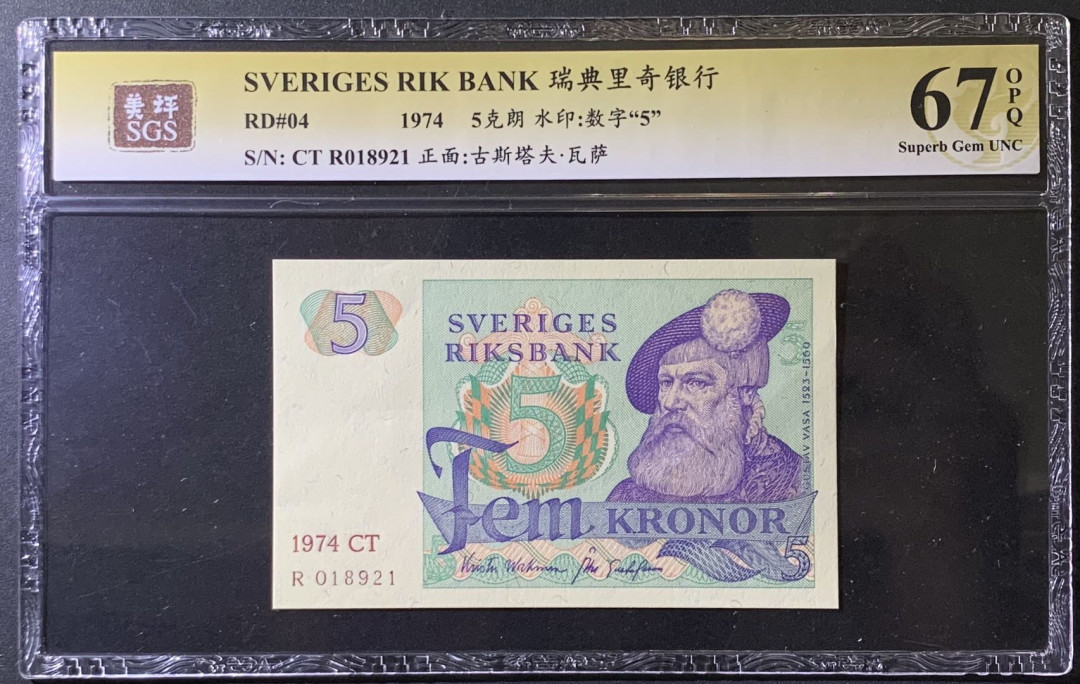 美祥
SGS
SVERIGES RIK BANK 瑞典里奇银行
RD#04 1974 5克朗 水印:数字“5”
S/N: CT R018921 正面:古斯塔夫·瓦萨
67 OPQ
Superb Gem UNC
5
SVERIGES
RIKSBANK
5
5
GUSTAV VASA 1523-1560
Fem KRONOR
5
1974 CT
R 018921